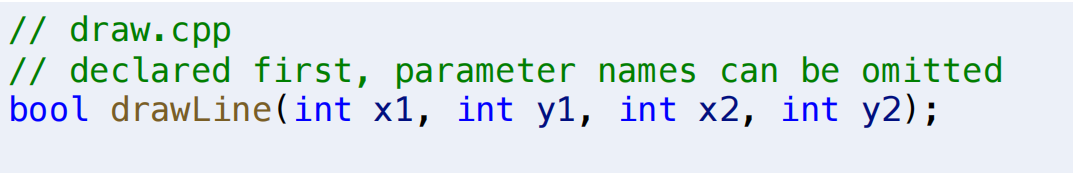 // draw.cpp
// declared first, parameter names can be omitted
bool drawLine(int x1, int y1, int x2, int y2);